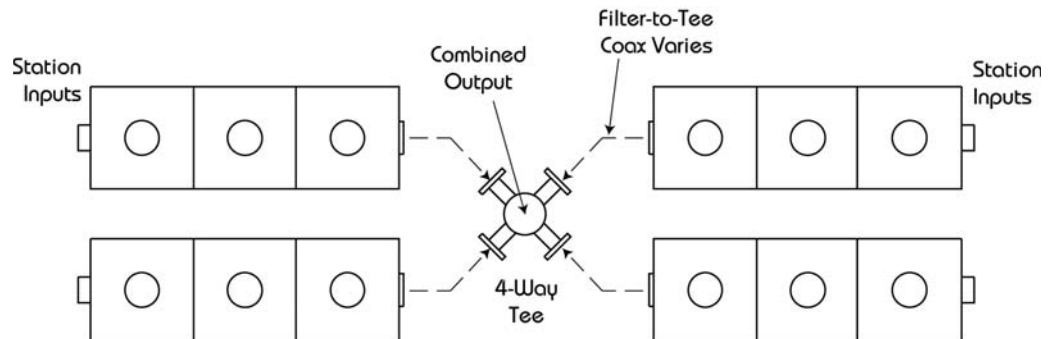 Station
Inputs
Combined
Output
Filter-to-Tee
Coax Varies
Station
Inputs
4-Way
Tee